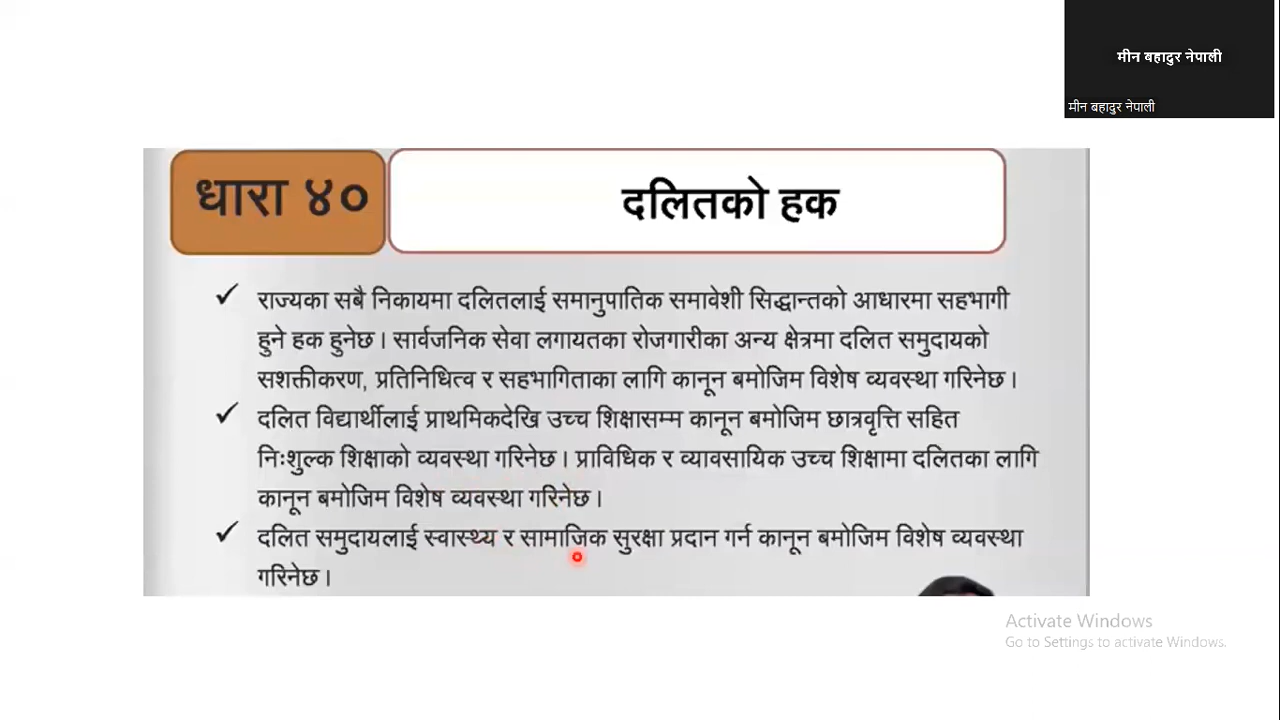 मीन बहादुर नेपाली
मीन बहादुर नेपाली
धारा ४०
दलितको हक
✓ राज्यका सबै निकायमा दलितलाई समानुपातिक समावेशी सिद्धान्तको आधारमा सहभागी
हुने हक हुनेछ । सार्वजनिक सेवा लगायतका रोजगारीका अन्य क्षेत्रमा दलित समुदायको
सशक्तीकरण, प्रतिनिधित्व र सहभागिताका लागि कानून बमोजिम विशेष व्यवस्था गरिनेछ ।
✓ दलित विद्यार्थीलाई प्राथमिकदेखि उच्च शिक्षासम्म कानून बमोजिम छात्रवृत्ति सहित
निःशुल्क शिक्षाको व्यवस्था गरिनेछ । प्राविधिक र व्यावसायिक उच्च शिक्षामा दलितका लागि
कानून बमोजिम विशेष व्यवस्था गरिनेछ ।
✓ दलित समुदायलाई स्वास्थ्य र सामाजिक सुरक्षा प्रदान गर्न कानून बमोजिम विशेष व्यवस्था
गरिनेछ ।
Activate Windows
Go to Settings to activate Windows.